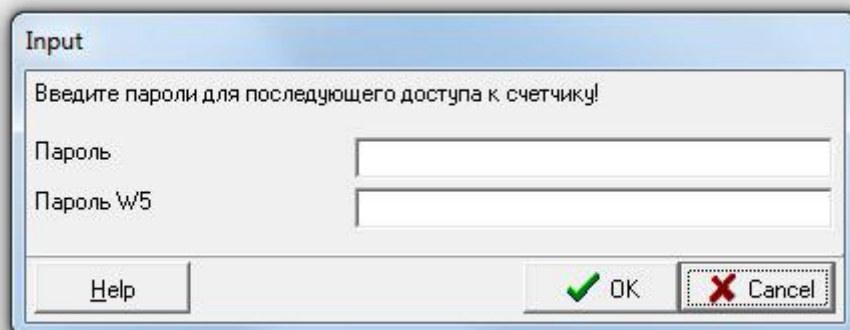 Input
Введите пароли для последующего доступа к счетчику!
Пароль
Пароль W5
Help
OK
Cancel